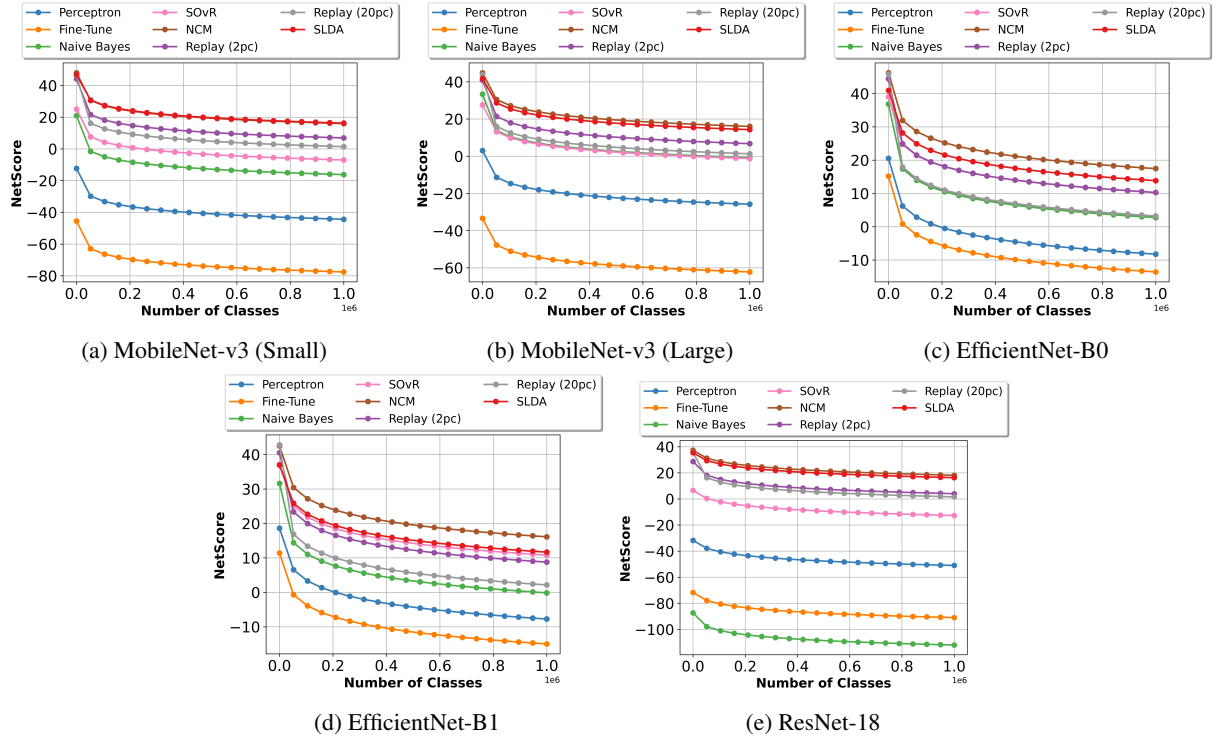 Perceptron SOvR Replay (20pc)
Fine-Tune NCM SLDA
Naive Bayes Replay (2pc)
NetScore
40
20
0
−20
−40
−60
−80
0.0 0.2 0.4 0.6 0.8 1.0
Number of Classes 1e6
(a) MobileNet-v3 (Small)
Perceptron SOvR Replay (20pc)
Fine-Tune NCM SLDA
Naive Bayes Replay (2pc)
NetScore
40
20
0
−20
−40
−60
0.0 0.2 0.4 0.6 0.8 1.0
Number of Classes 1e6
(b) MobileNet-v3 (Large)
Perceptron SOvR Replay (20pc)
Fine-Tune NCM SLDA
Naive Bayes Replay (2pc)
NetScore
40
30
20
10
0
−10
0.0 0.2 0.4 0.6 0.8 1.0
Number of Classes 1e6
(c) EfficientNet-B0
Perceptron SOvR Replay (20pc)
Fine-Tune NCM SLDA
Naive Bayes Replay (2pc)
NetScore
40
30
20
10
0
−10
0.0 0.2 0.4 0.6 0.8 1.0
Number of Classes 1e6
(d) EfficientNet-B1
Perceptron SOvR Replay (20pc)
Fine-Tune NCM SLDA
Naive Bayes Replay (2pc)
NetScore
40
20
0
−20
−40
−60
−80
−100
0.0 0.2 0.4 0.6 0.8 1.0
Number of Classes 1e6
(e) ResNet-18